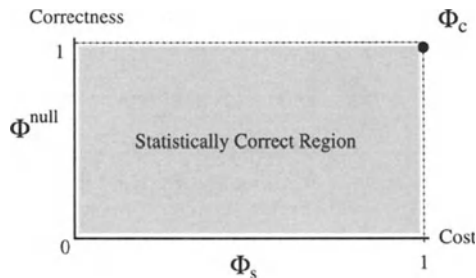 Correctness
Φc
1
Φnull
Statistically Correct Region
0
Φs
1
Cost